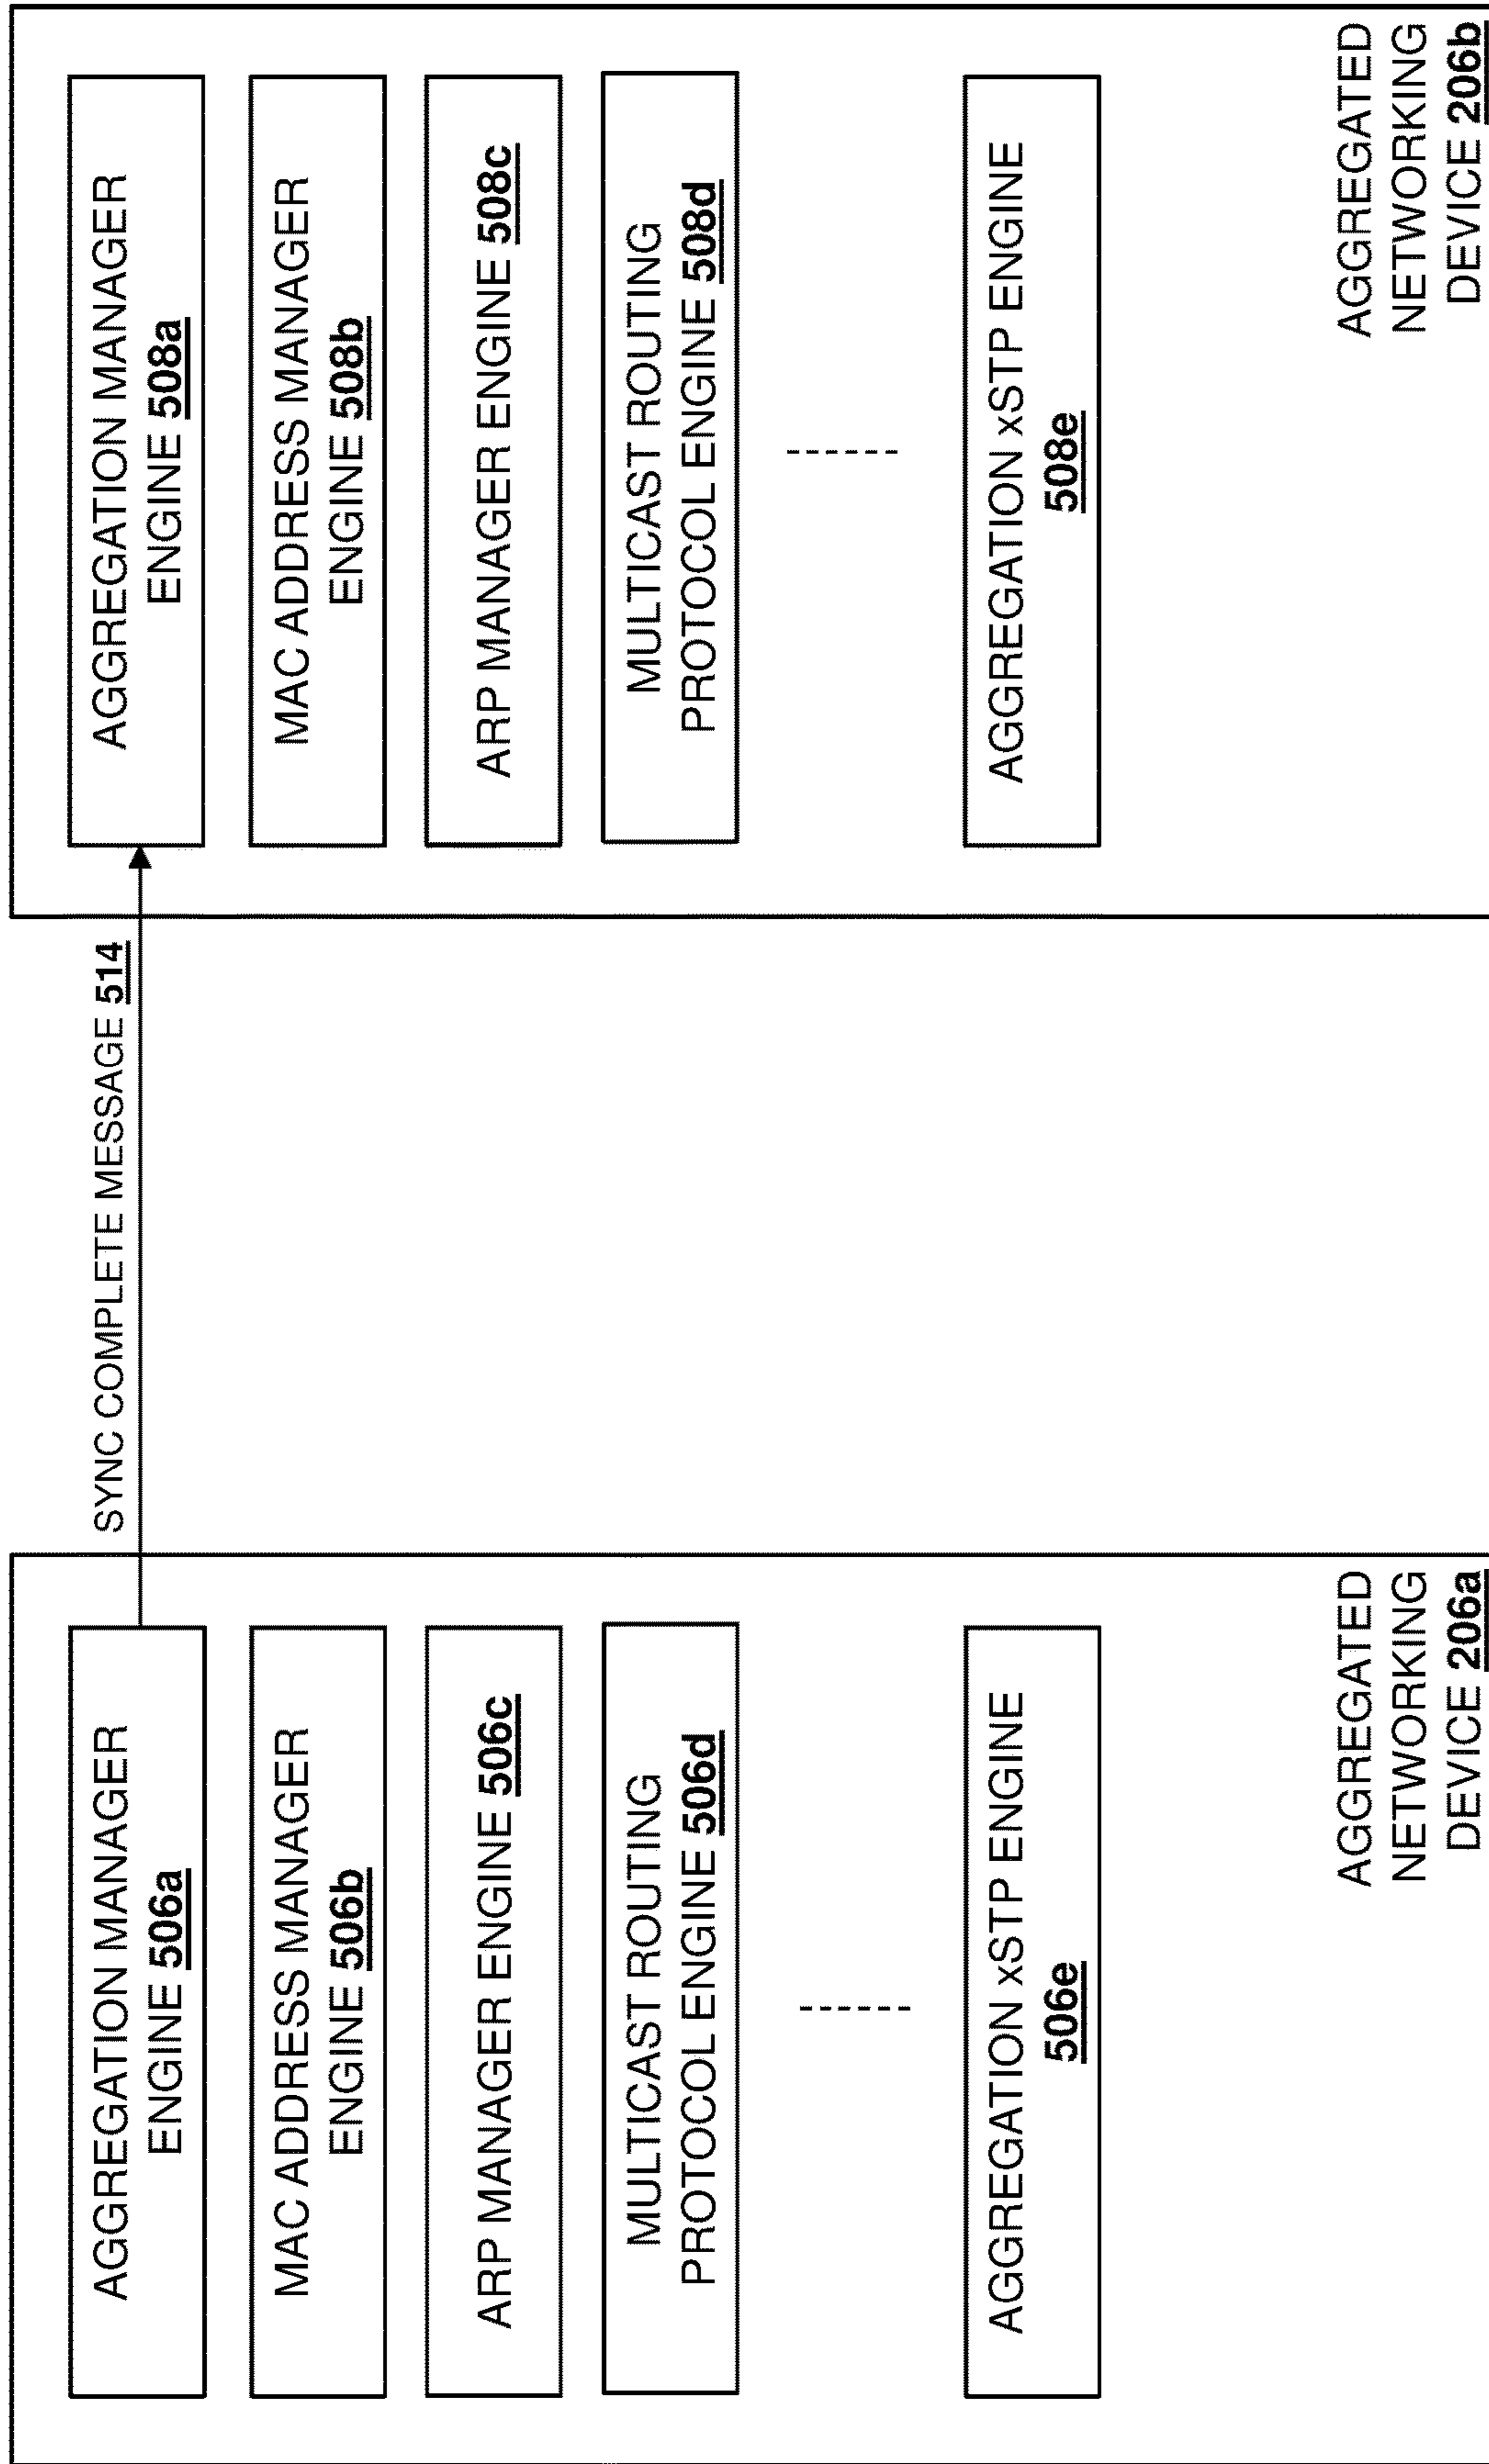 AGGREGATION MANAGER
ENGINE 506a
MAC ADDRESS MANAGER
ENGINE 506b
ARP MANAGER ENGINE 506c
MULTICAST ROUTING
PROTOCOL ENGINE 506d
AGGREGATION xSTP ENGINE
506e
AGGREGATED
NETWORKING
DEVICE 206a
SYNC COMPLETE MESSAGE 514
AGGREGATION MANAGER
ENGINE 508a
MAC ADDRESS MANAGER
ENGINE 508b
ARP MANAGER ENGINE 508c
MULTICAST ROUTING
PROTOCOL ENGINE 508d
AGGREGATION xSTP ENGINE
508e
AGGREGATED
NETWORKING
DEVICE 206b